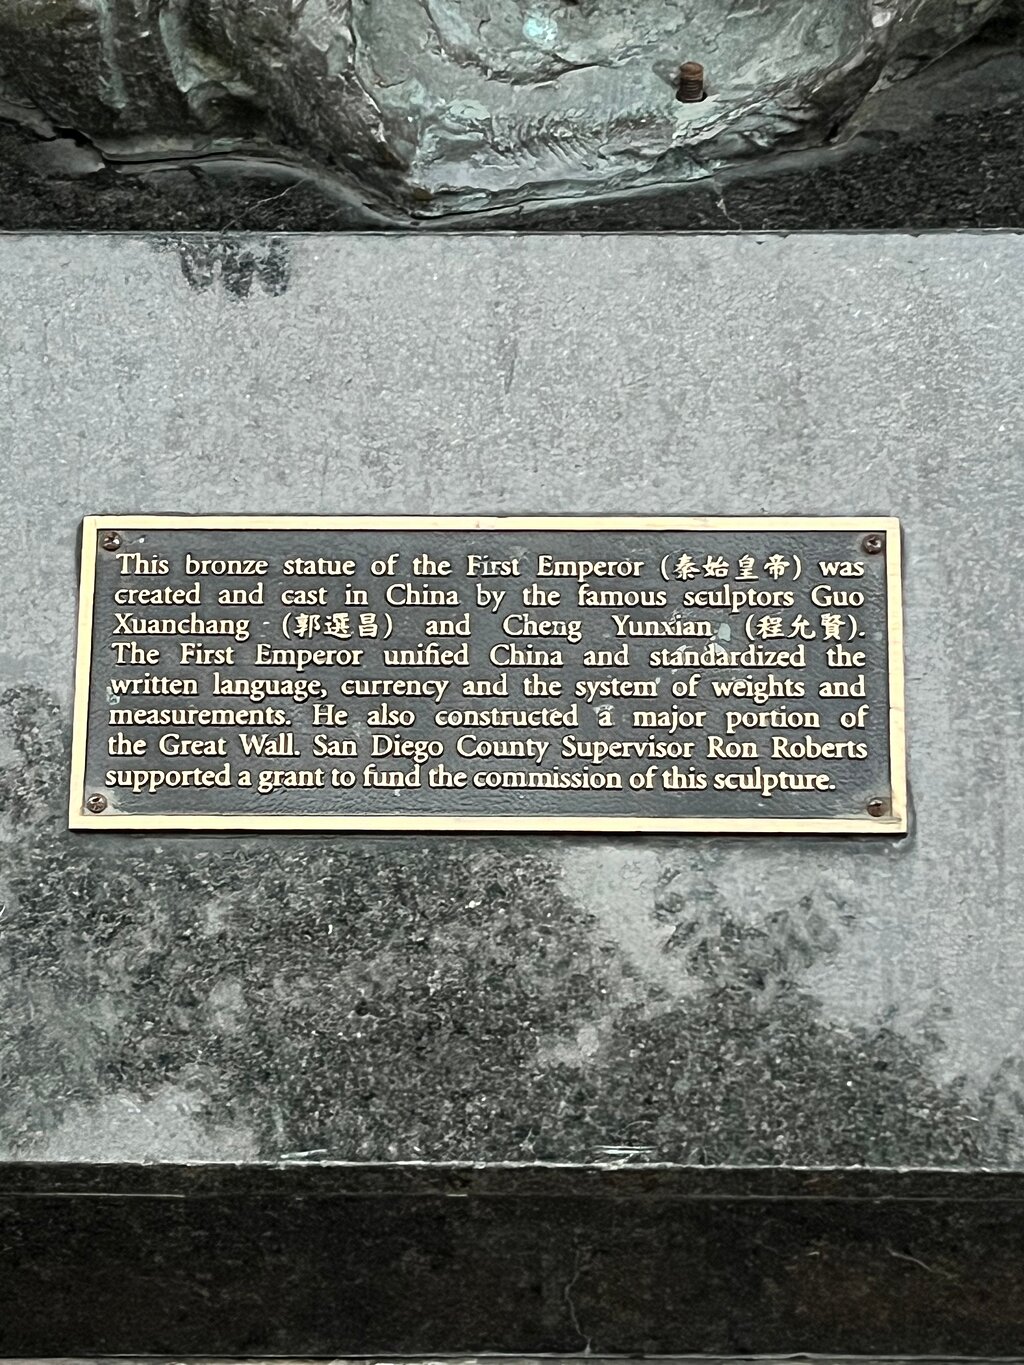 This bronze statue of the First Emperor (秦始皇帝) was
created and cast in China by the famous sculptors Guo
Xuanchang (郭選昌) and Cheng Yunxian (程允賢).
The First Emperor unified China and standardized the
written language, currency and the system of weights and
measurements. He also constructed a major portion of
the Great Wall. San Diego County Supervisor Ron Roberts
supported a grant to fund the commission of this sculpture.